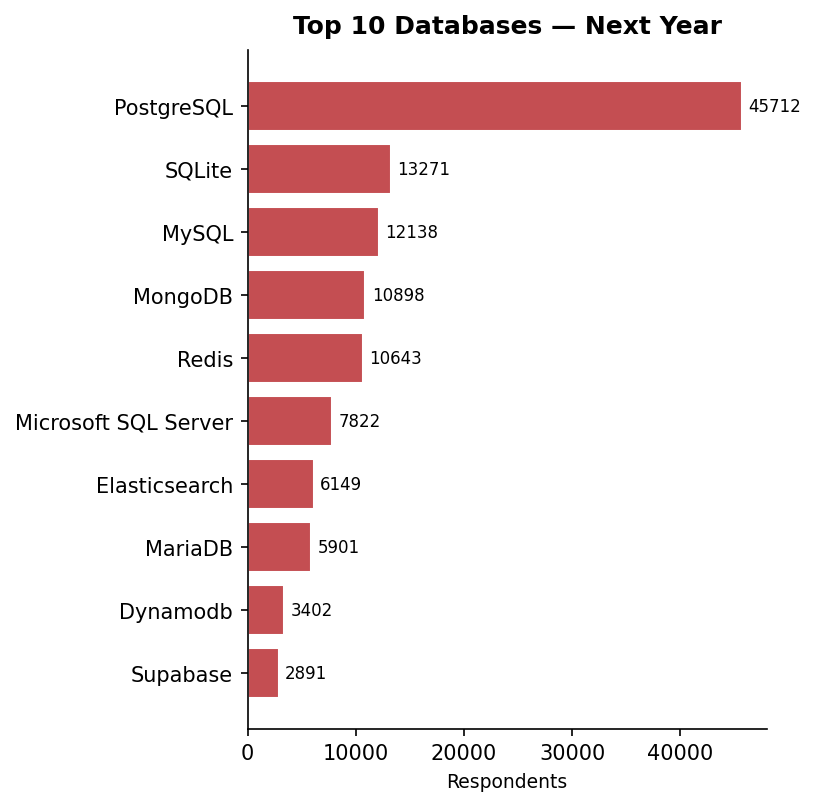 Top 10 Databases — Next Year
PostgreSQL 45712
SQLite 13271
MySQL 12138
MongoDB 10898
Redis 10643
Microsoft SQL Server 7822
Elasticsearch 6149
MariaDB 5901
Dynamodb 3402
Supabase 2891
0 10000 20000 30000 40000
Respondents